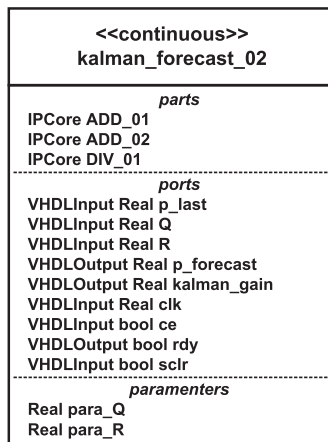 <<continuous>>
kalman_forecast_02
parts
IPCore ADD_01
IPCore ADD_02
IPCore DIV_01
ports
VHDLInput Real p_last
VHDLInput Real Q
VHDLInput Real R
VHDLOutput Real p_forecast
VHDLOutput Real kalman_gain
VHDLInput Real clk
VHDLInput bool ce
VHDLOutput bool rdy
VHDLInput bool sclr
paramenters
Real para_Q
Real para_R